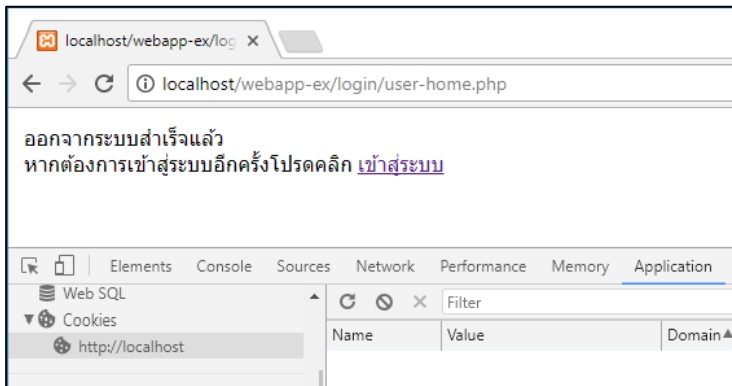 localhost/webapp-ex/log
localhost/webapp-ex/login/user-home.php
ออกจากระบบสำเร็จแล้ว
หากต้องการเข้าสู่ระบบอีกครั้งโปรดคลิก เข้าสู่ระบบ
Elements Console Sources Network Performance Memory Application
Web SQL
Filter
Cookies
Name Value Domain
http://localhost